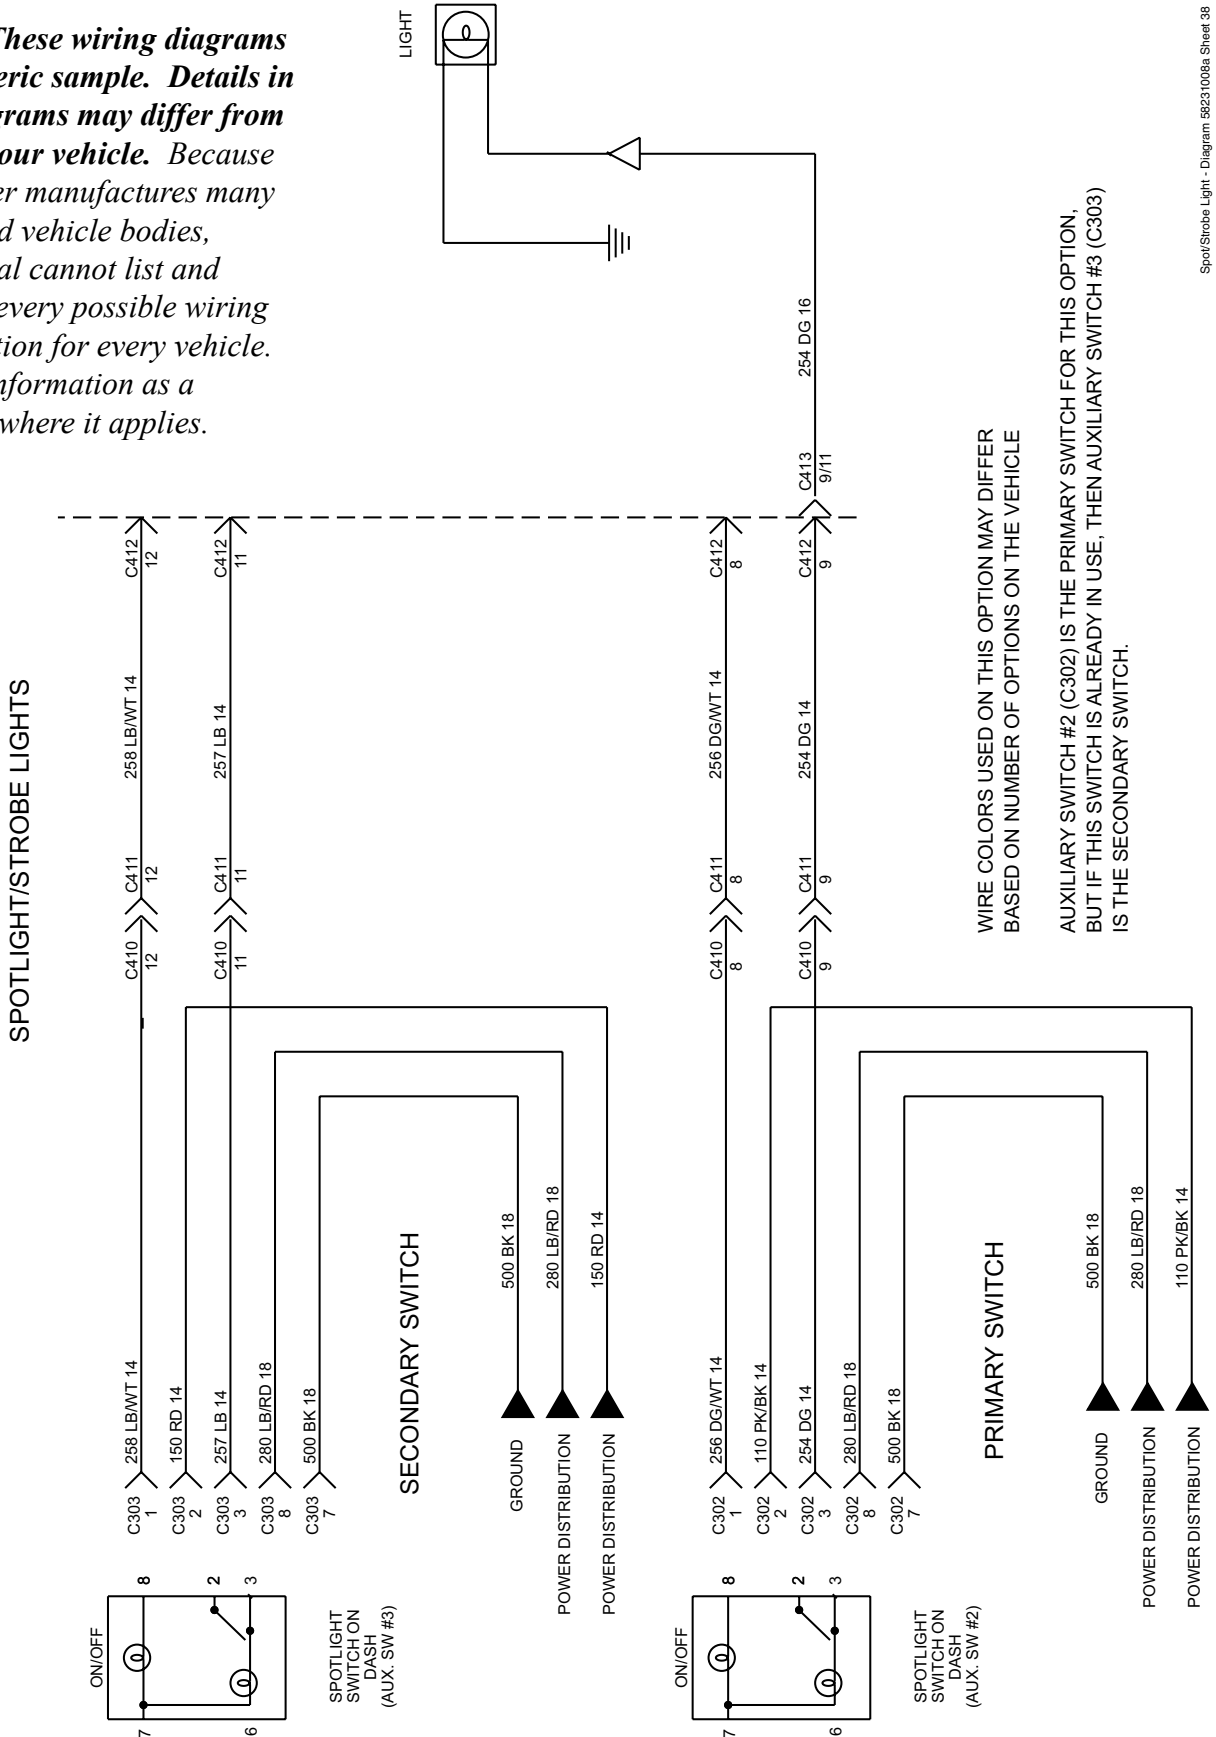 These wiring diagrams
eric sample. Details in
grams may differ from
our vehicle. Because
er manufactures many
d vehicle bodies,
al cannot list and
every possible wiring
tion for every vehicle.
nformation as a
where it applies.
SPOTLIGHT/STROBE LIGHTS
LIGHT
254 DG 16
C413
9/11
C412
12
C412
11
C412
8
C412
9
258 LB/WT 14
257 LB 14
256 DG/WT 14
254 DG 14
C411
12
C411
11
C411
8
C411
9
C410
12
C410
11
C410
8
C410
9
SECONDARY SWITCH
500 BK 18
280 LB/RD 18
150 RD 14
GROUND
POWER DISTRIBUTION
POWER DISTRIBUTION
258 LB/WT 14
150 RD 14
257 LB 14
280 LB/RD 18
500 BK 18
C303
1
C303
2
C303
3
C303
8
C303
7
ON/OFF
8
2
3
7
6
SPOTLIGHT
SWITCH ON
DASH
(AUX. SW #3)
PRIMARY SWITCH
500 BK 18
280 LB/RD 18
110 PK/BK 14
GROUND
POWER DISTRIBUTION
POWER DISTRIBUTION
256 DG/WT 14
110 PK/BK 14
254 DG 14
280 LB/RD 18
500 BK 18
C302
1
C302
2
C302
3
C302
8
C302
7
ON/OFF
8
2
3
7
6
SPOTLIGHT
SWITCH ON
DASH
(AUX. SW #2)
WIRE COLORS USED ON THIS OPTION MAY DIFFER
BASED ON NUMBER OF OPTIONS ON THE VEHICLE
AUXILIARY SWITCH #2 (C302) IS THE PRIMARY SWITCH FOR THIS OPTION,
BUT IF THIS SWITCH IS ALREADY IN USE, THEN AUXILIARY SWITCH #3 (C303)
IS THE SECONDARY SWITCH.
Spot/Strobe Light - Diagram 58231008a Sheet 38